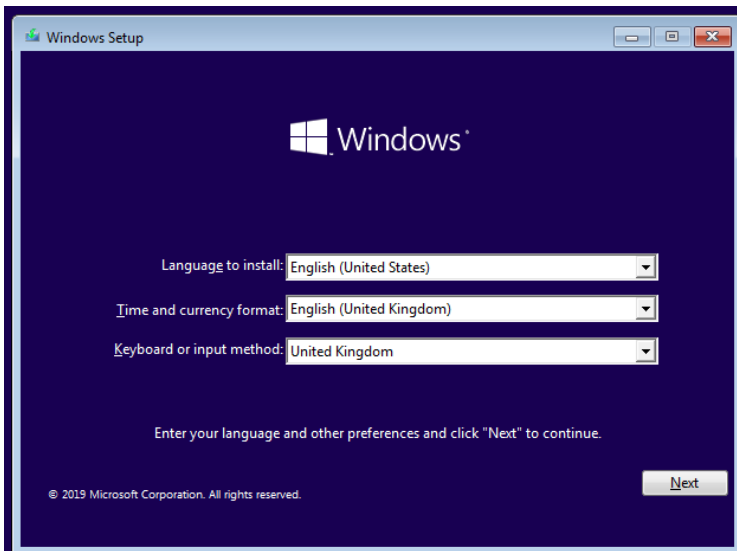 Windows Setup
Windows
Language to install: English (United States)
Time and currency format: English (United Kingdom)
Keyboard or input method: United Kingdom
Enter your language and other preferences and click "Next" to continue.
Next
© 2019 Microsoft Corporation. All rights reserved.